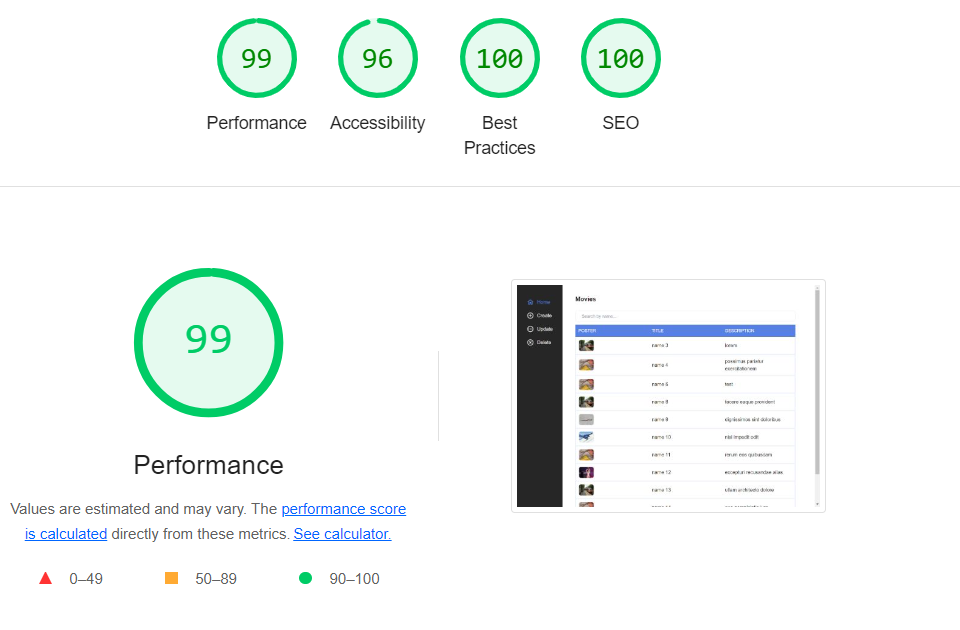 99
96
100
100
Performance
Accessibility
Best
Practices
SEO
99
Performance
Values are estimated and may vary. The performance score
is calculated directly from these metrics. See calculator.
0–49
50–89
90–100
Home
Create
Update
Delete
Movies
Search by name...
POSTER TITLE DESCRIPTION
name 3 lorem
name 4 possimus pariatur
exercitationem
name 6 test
name 8 facere eaque provident
name 9 dignissimos sint doloribus
name 10 nisi impedit odit
name 11 rerum eos quibusdam
name 12 excepturi recusandae alias
name 13 ullam architecto dolore